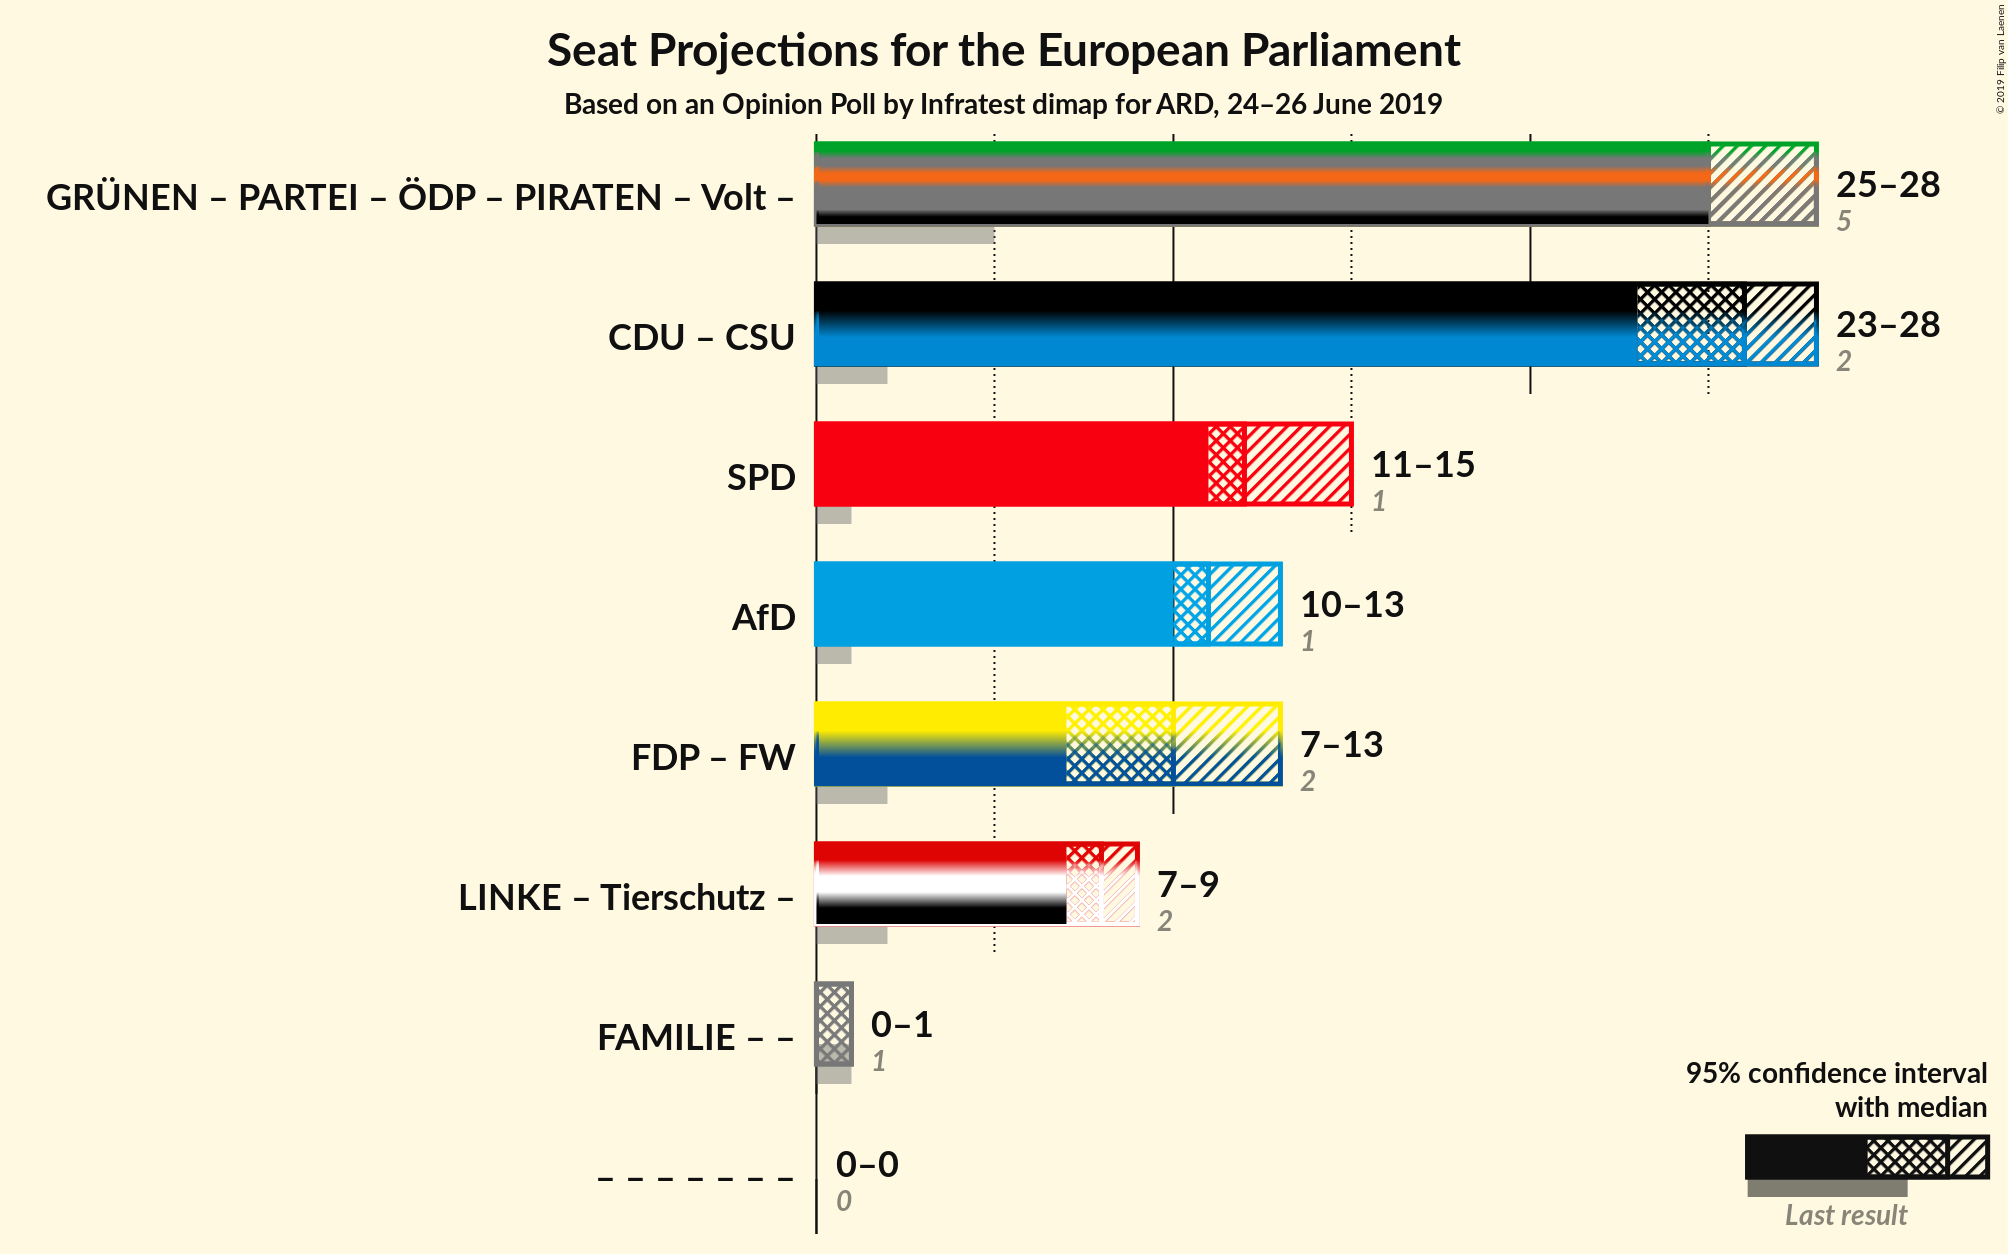 Seat Projections for the European Parliament
Based on an Opinion Poll by Infratest dimap for ARD, 24–26 June 2019
© 2019 Filip van Laenen
GRÜNEN – PARTEI – ÖDP – PIRATEN – Volt –
25–28
5
CDU – CSU
23–28
2
SPD
11–15
1
AfD
10–13
1
FDP – FW
7–13
2
LINKE – Tierschutz –
7–9
2
FAMILIE – –
0–1
1
– – – – – – –
0–0
0
95% confidence interval
with median
Last result